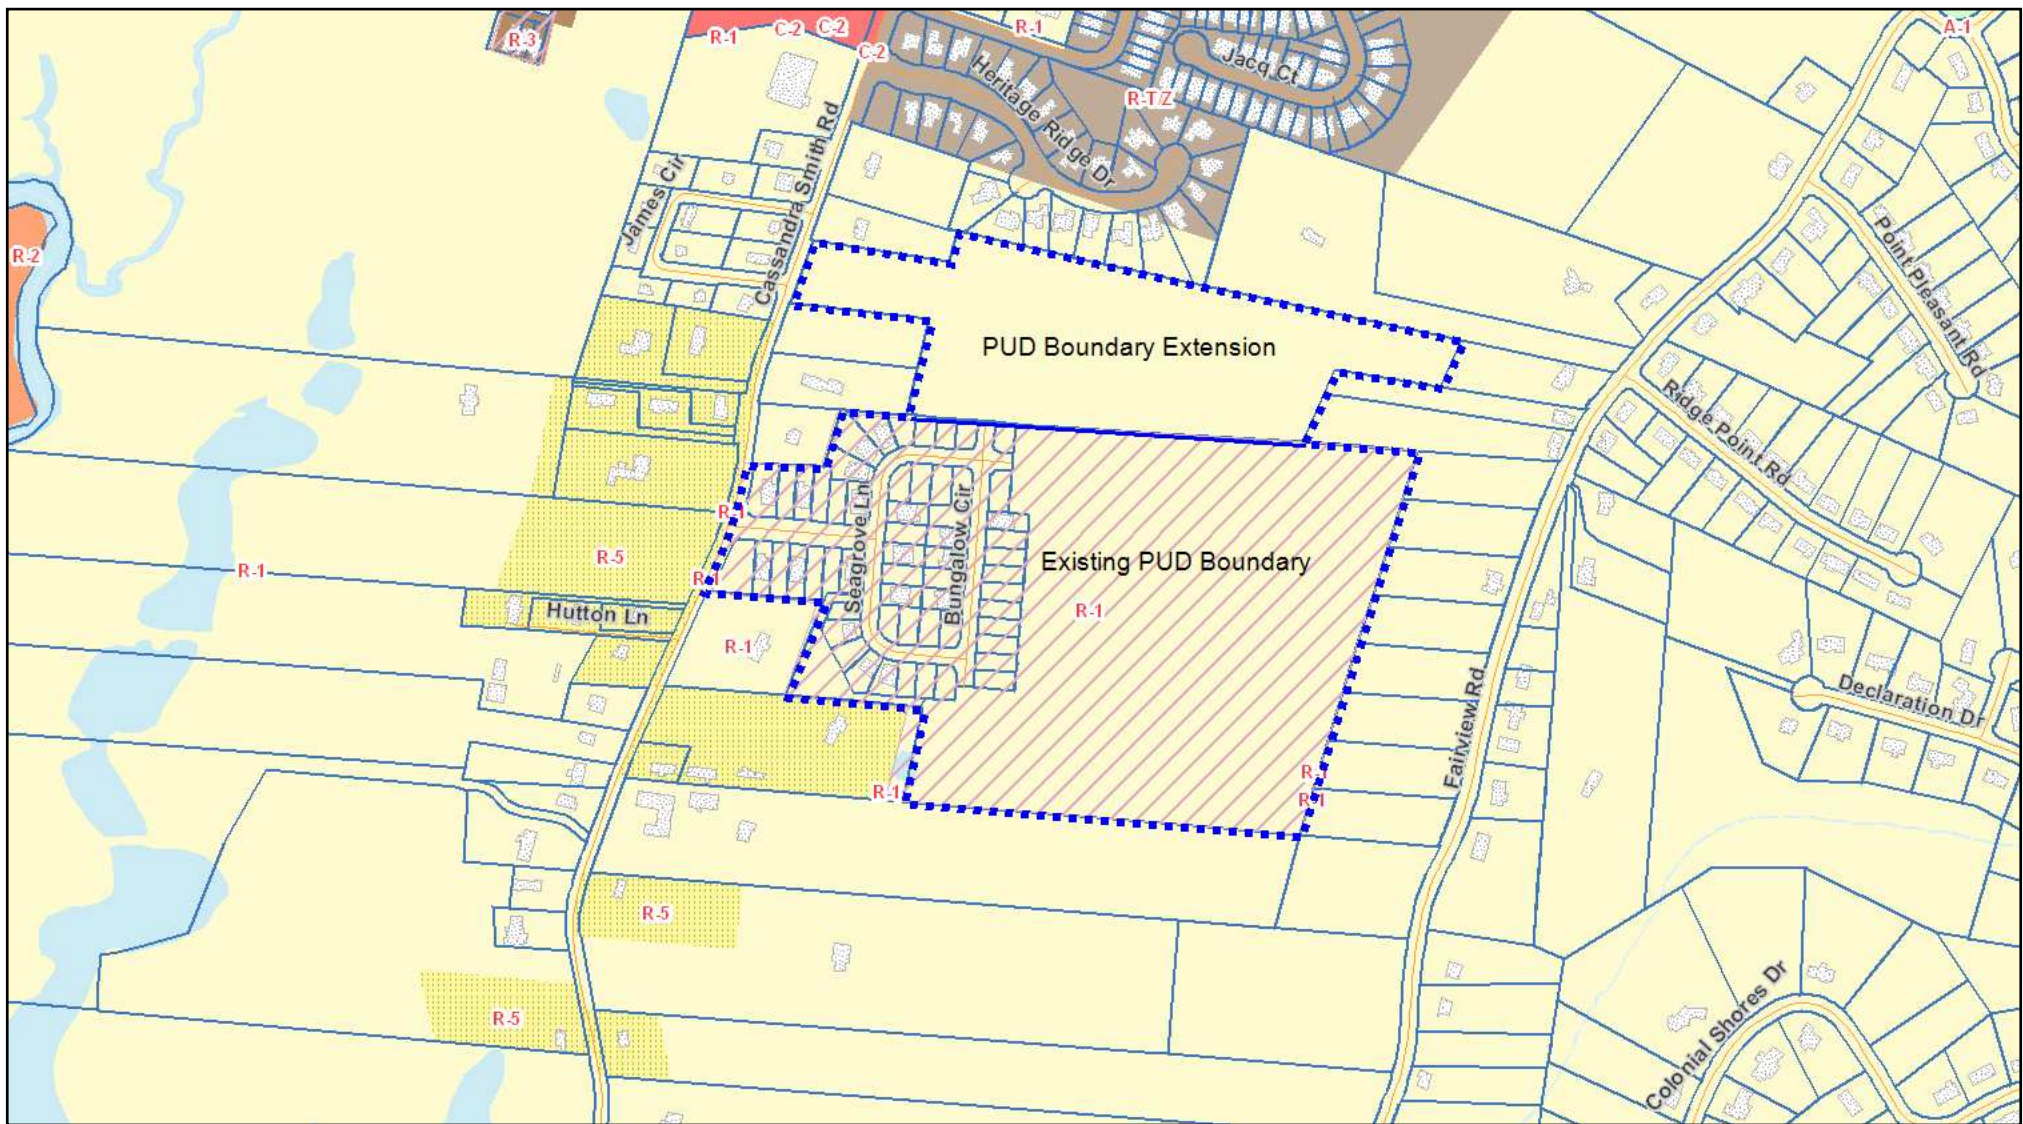 R-1
C-2
C-2
R-1
A-1
R-3
C-2
Jacq Ct
Heritage Ridge Dr
R-TZ
James Cir
Cassandra Smith Rd
R-2
Point Pleasant Rd
PUD Boundary Extension
Ridge Point Rd
R-1
Seagrove Ln
Bungalow Cir
R-5
Existing PUD Boundary
R-1
R-1
Hutton Ln
R-1
R-1
Declaration Dr
Fairview Rd
R-1
R-1
R-1
R-5
R-5
Colonial Shores Dr